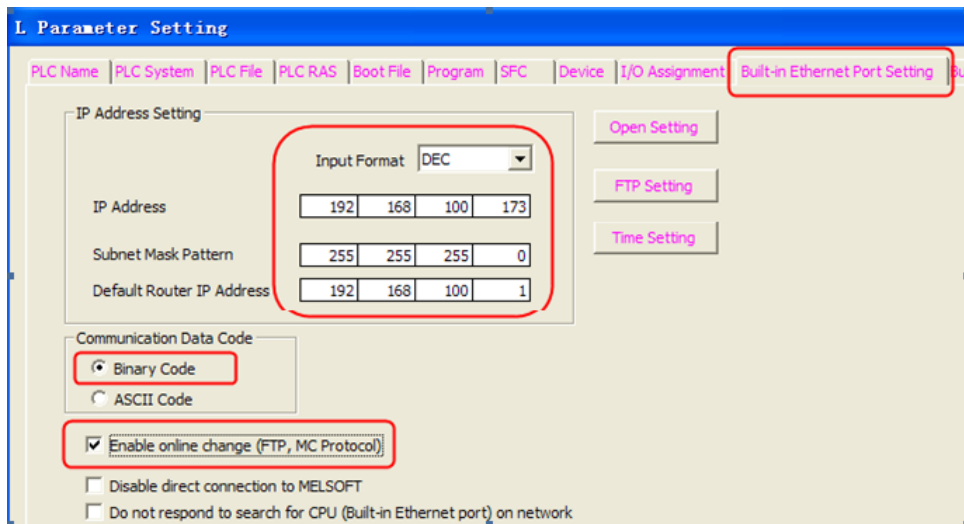 L Parameter Setting
PLC Name PLC System PLC File PLC RAS Boot File Program SFC Device I/O Assignment Built-in Ethernet Port Setting
IP Address Setting
Open Setting
Input Format DEC
FTP Setting
IP Address 192 168 100 173
Time Setting
Subnet Mask Pattern 255 255 255 0
Default Router IP Address 192 168 100 1
Communication Data Code
Binary Code
ASCII Code
Enable online change (FTP, MC Protocol)
Disable direct connection to MELSOFT
Do not respond to search for CPU (Built-in Ethernet port) on network